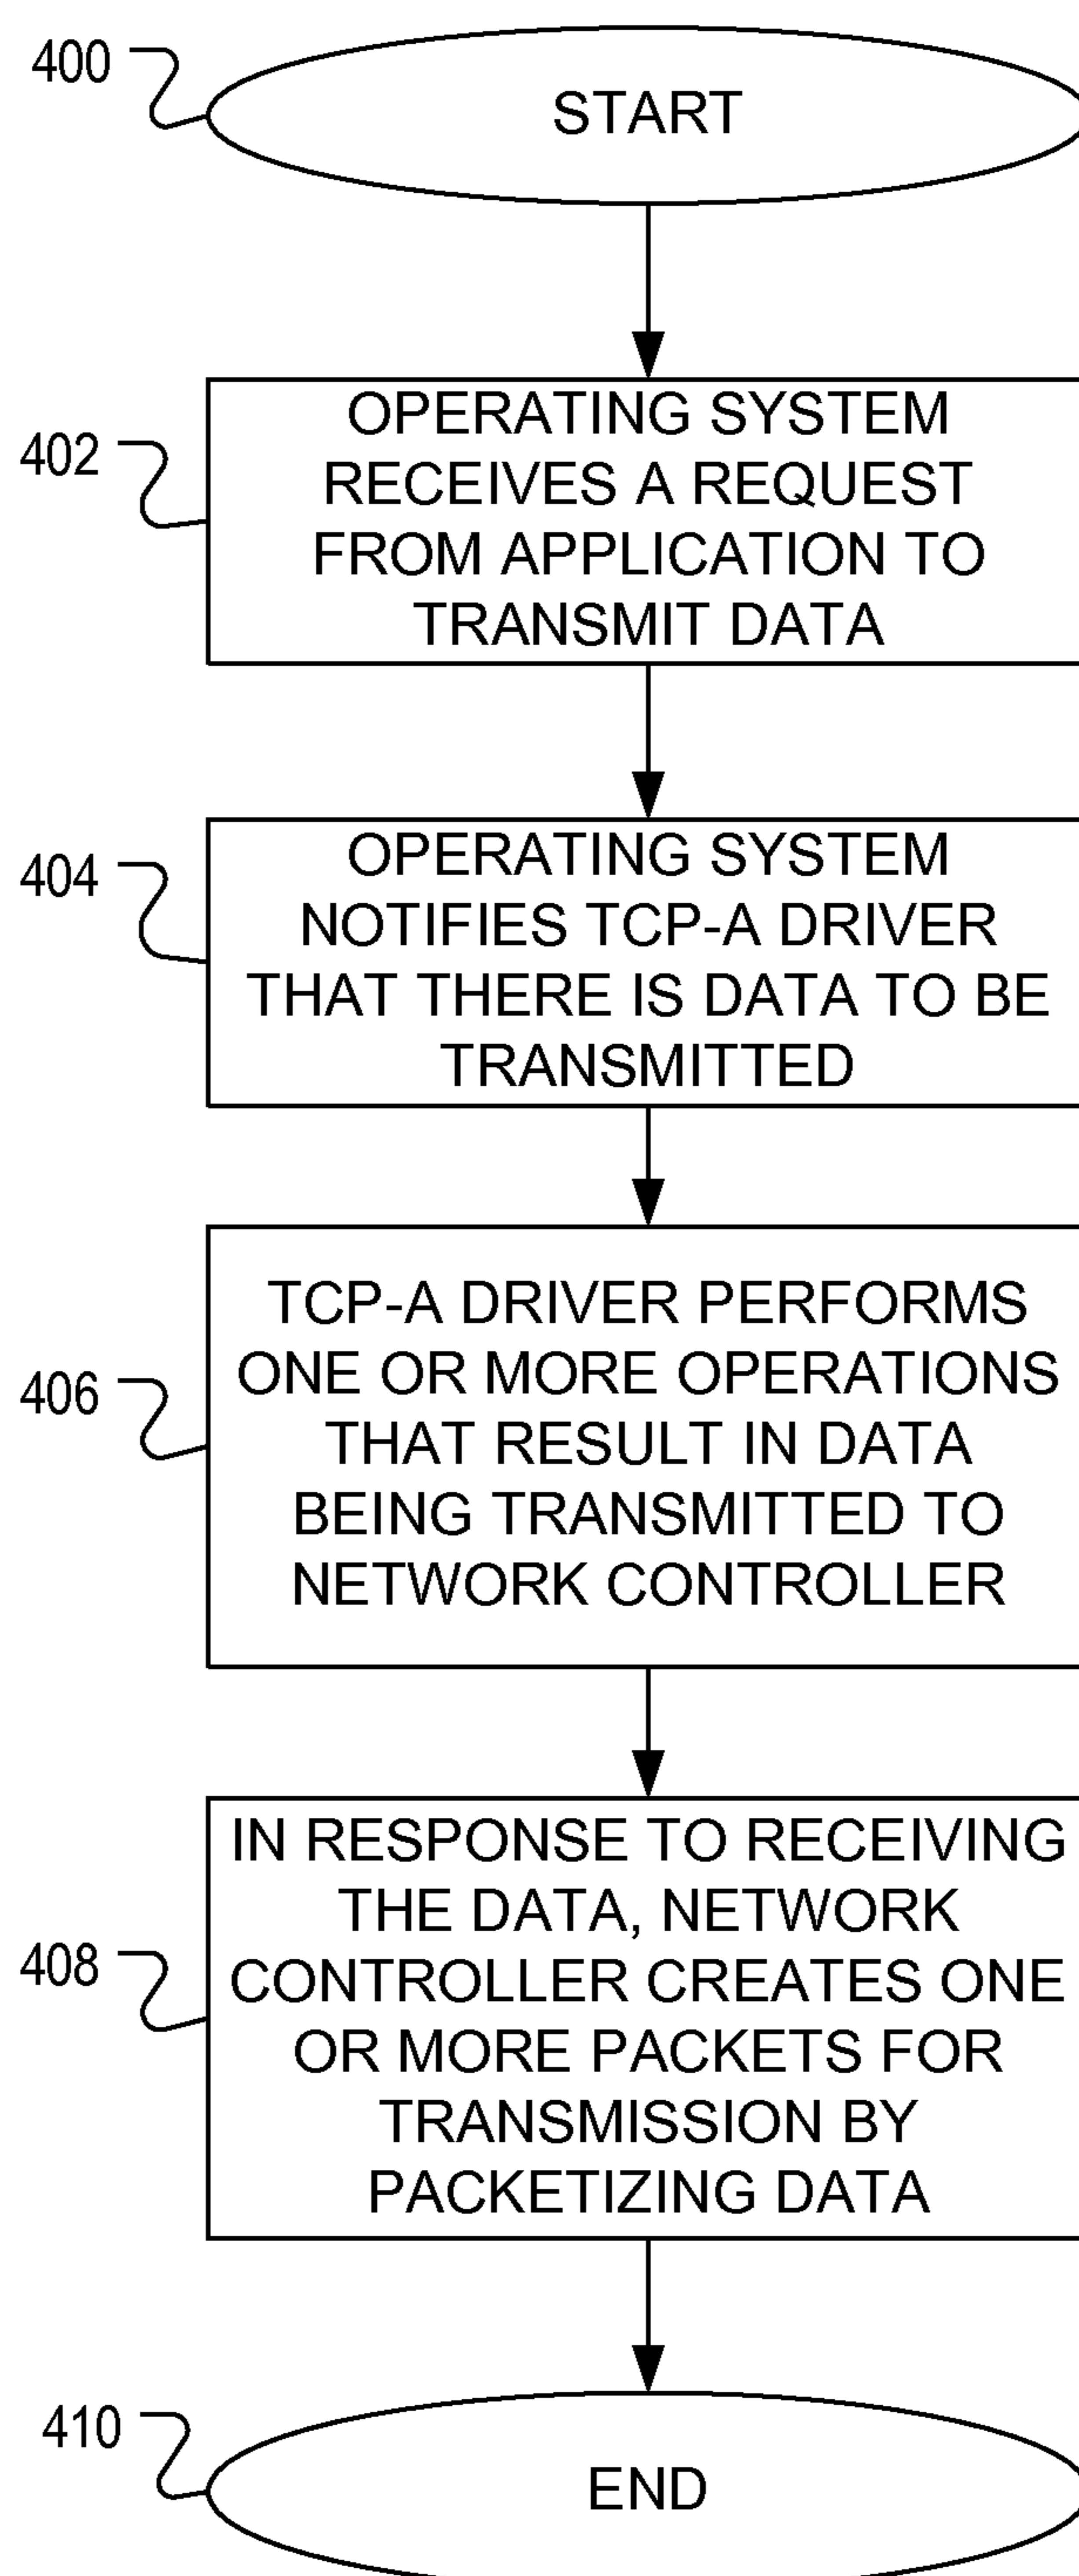 400
START
402
OPERATING SYSTEM
RECEIVES A REQUEST
FROM APPLICATION TO
TRANSMIT DATA
404
OPERATING SYSTEM
NOTIFIES TCP-A DRIVER
THAT THERE IS DATA TO BE
TRANSMITTED
406
TCP-A DRIVER PERFORMS
ONE OR MORE OPERATIONS
THAT RESULT IN DATA
BEING TRANSMITTED TO
NETWORK CONTROLLER
408
IN RESPONSE TO RECEIVING
THE DATA, NETWORK
CONTROLLER CREATES ONE
OR MORE PACKETS FOR
TRANSMISSION BY
PACKETIZING DATA
410
END